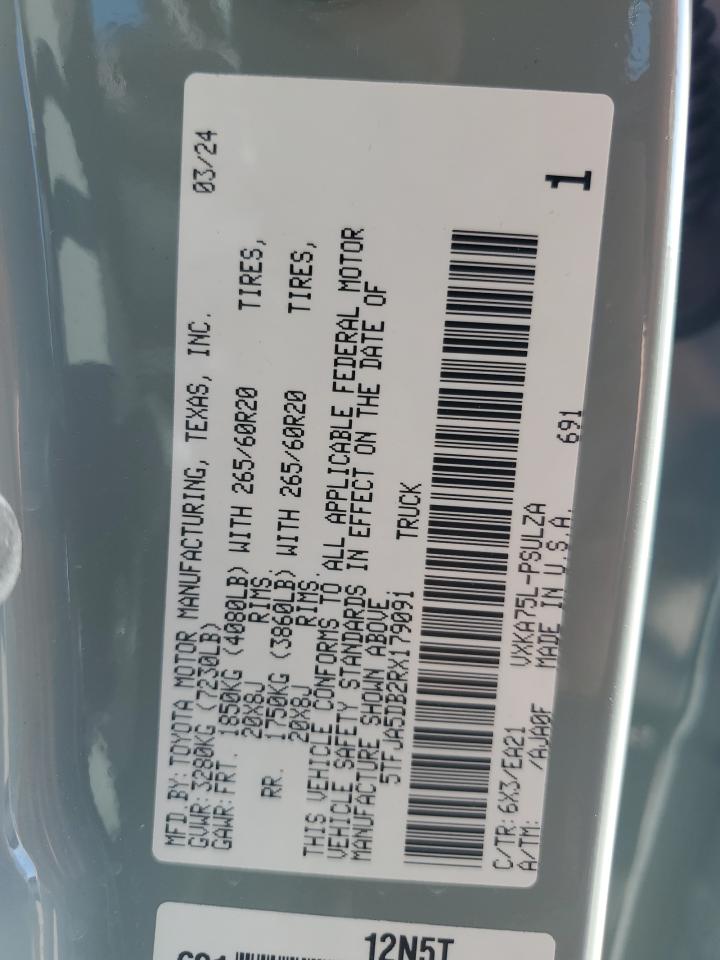 MFD.BY:TOYOTA MOTOR MANUFACTURING, TEXAS, INC. 03/24
GVWR:3280KG (7230LB)
GAWR:FRT. 1850KG (4080LB) WITH 265/60R20 TIRES,
20X8J RIMS
RR. 1750KG (3860LB) WITH 265/60R20 TIRES,
20X8J RIMS.
THIS VEHICLE CONFORMS TO ALL APPLICABLE FEDERAL MOTOR
VEHICLE SAFETY STANDARDS IN EFFECT ON THE DATE OF
MANUFACTURE SHOWN ABOVE.
5TFJA5DB2RX179091 TRUCK
C/TR: 6X3/EA21 VXKA75L-PSULZA
A/TM: /AJA0F MADE IN U.S.A. 691
1
12N5T